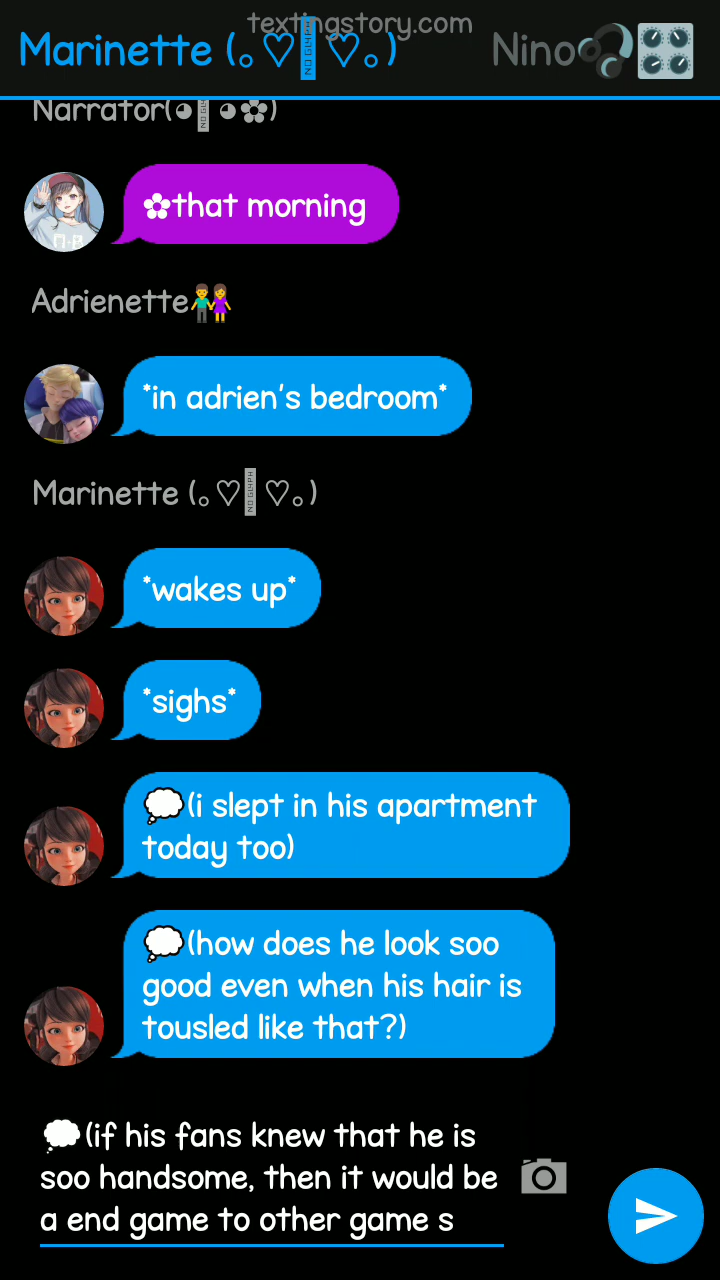 textingstory.com
Marinette (｡♡‿♡｡) Nino🎧🎛️
Narrator(◕‿◕✿)
✿that morning
Adrienette👫
*in adrien's bedroom*
Marinette (｡♡‿♡｡)
*wakes up*
*sighs*
💭(i slept in his apartment
today too)
💭(how does he look soo
good even when his hair is
tousled like that?)
💭(if his fans knew that he is
soo handsome, then it would be
a end game to other game s